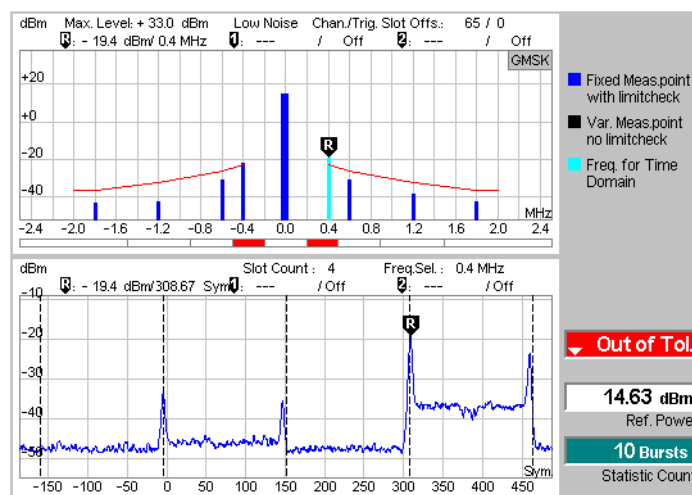 dBm Max. Level: + 33.0 dBm Low Noise Chan./Trig. Slot Offs.: 65 / 0
R: - 19.4 dBm/ 0.4 MHz 1: --- / Off 2: --- / Off
GMSK
+20
+0
-20
-40
R
MHz
-2.4 -2.0 -1.6 -1.2 -0.8 -0.4 0.0 0.4 0.8 1.2 1.6 2.0 2.4
Fixed Meas.point
with limitcheck
Var. Meas.point
no limitcheck
Freq. for Time
Domain
dBm Slot Count : 4 Freq.Sel. : 0.4 MHz
R: - 19.4 dBm/308.67 Sym. 1: --- / Off 2: --- / Off
-10
-20
-30
-40
-50
R
Sym.
-150 -100 -50 0 50 100 150 200 250 300 350 400 450
Out of Tol.
14.63 dBm
Ref. Powe
10 Bursts
Statistic Coun